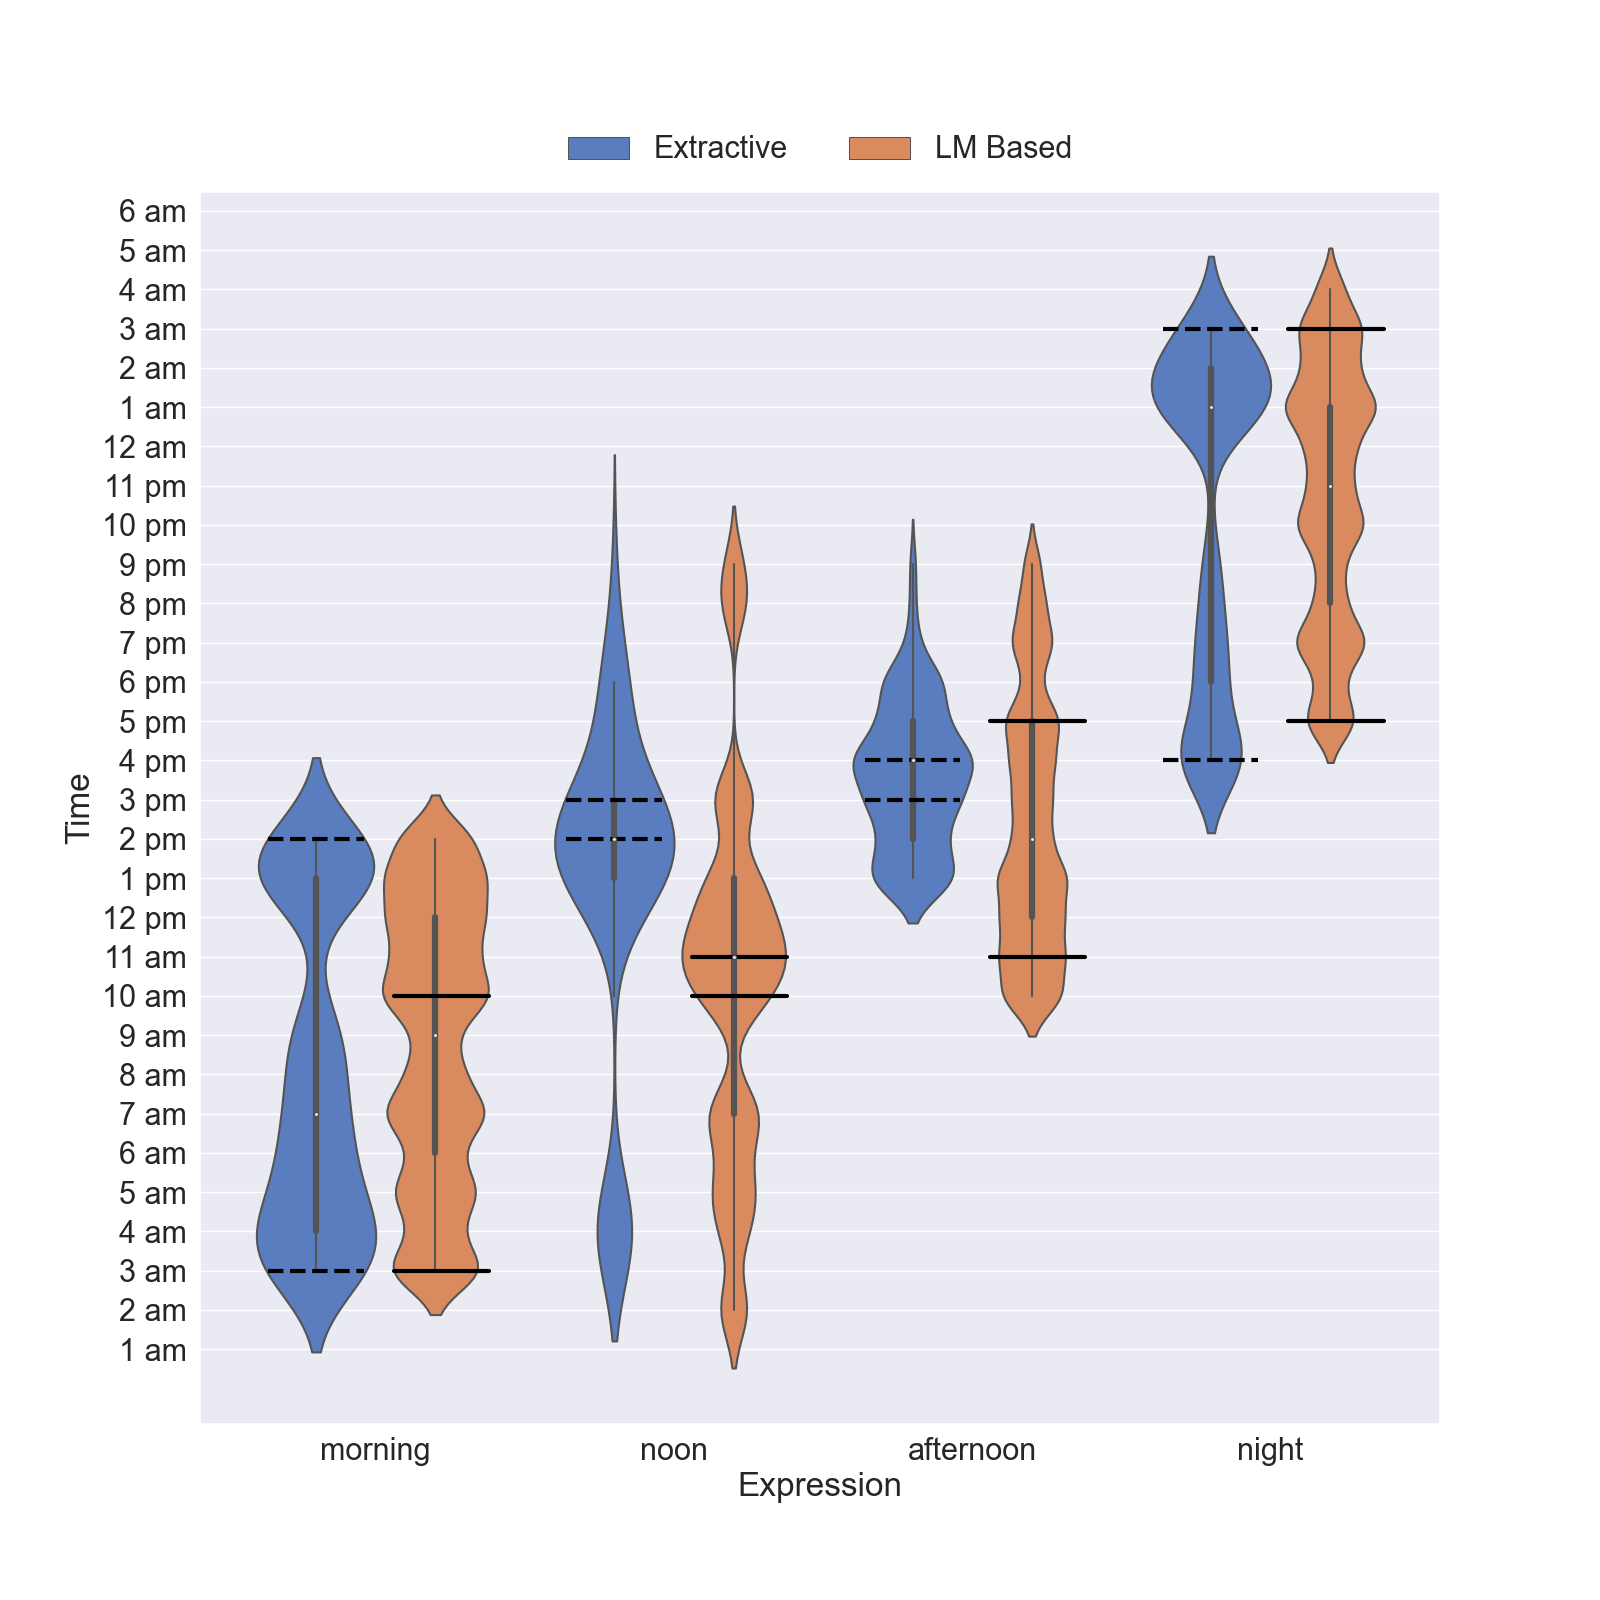 Extractive LM Based
6 am
5 am
4 am
3 am
2 am
1 am
12 am
11 pm
10 pm
9 pm
8 pm
7 pm
6 pm
5 pm
4 pm
3 pm
2 pm
1 pm
12 pm
11 am
10 am
9 am
8 am
7 am
6 am
5 am
4 am
3 am
2 am
1 am
Time
morning noon afternoon night
Expression